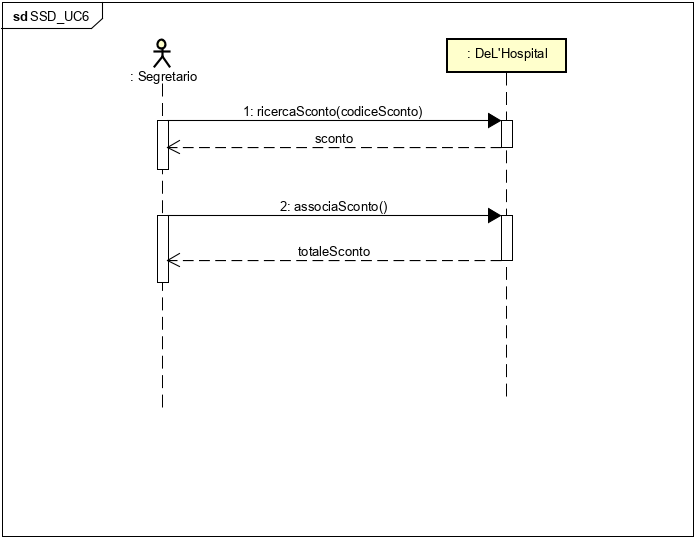 sd SSD_UC6
: Segretario
: DeL'Hospital
1: ricercaSconto(codiceSconto)
sconto
2: associaSconto()
totaleSconto